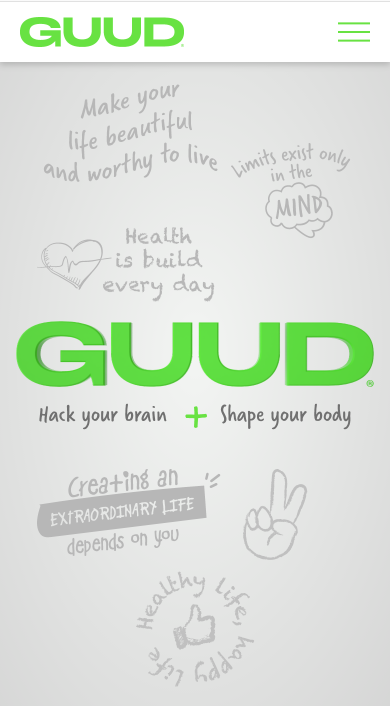 GUUD
Make your
life beautiful
and worthy to live
Limits exist only
in the
MIND
Health
is build
every day
GUUD®
Hack your brain + Shape your body
Creating an
EXTRAORDINARY LIFE
depends on you
Healthy life, happy life